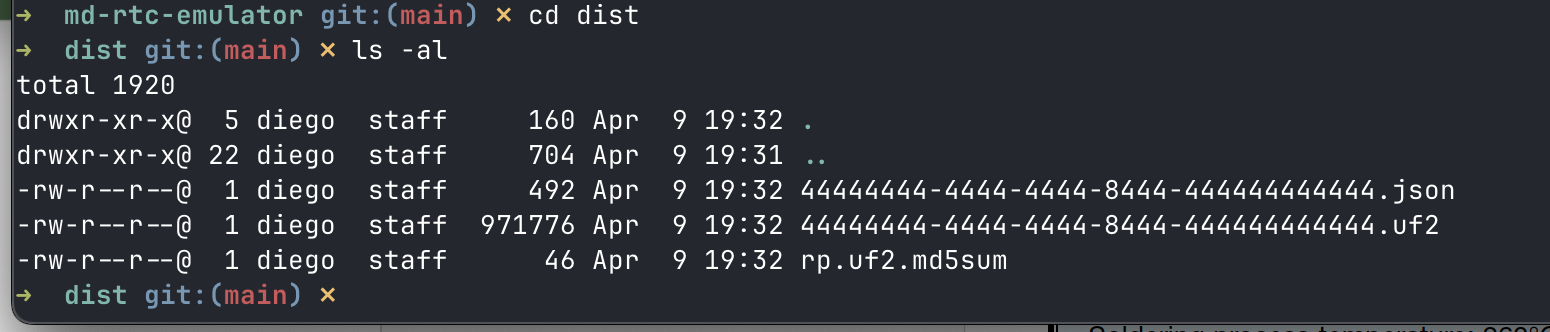 → md-rtc-emulator git:(main) × cd dist
→ dist git:(main) × ls -al
total 1920
drwxr-xr-x@  5 diego  staff     160 Apr  9 19:32 .
drwxr-xr-x@ 22 diego  staff     704 Apr  9 19:31 ..
-rw-r--r--@  1 diego  staff     492 Apr  9 19:32 44444444-4444-4444-8444-444444444444.json
-rw-r--r--@  1 diego  staff  971776 Apr  9 19:32 44444444-4444-4444-8444-444444444444.uf2
-rw-r--r--@  1 diego  staff      46 Apr  9 19:32 rp.uf2.md5sum
→ dist git:(main) ×